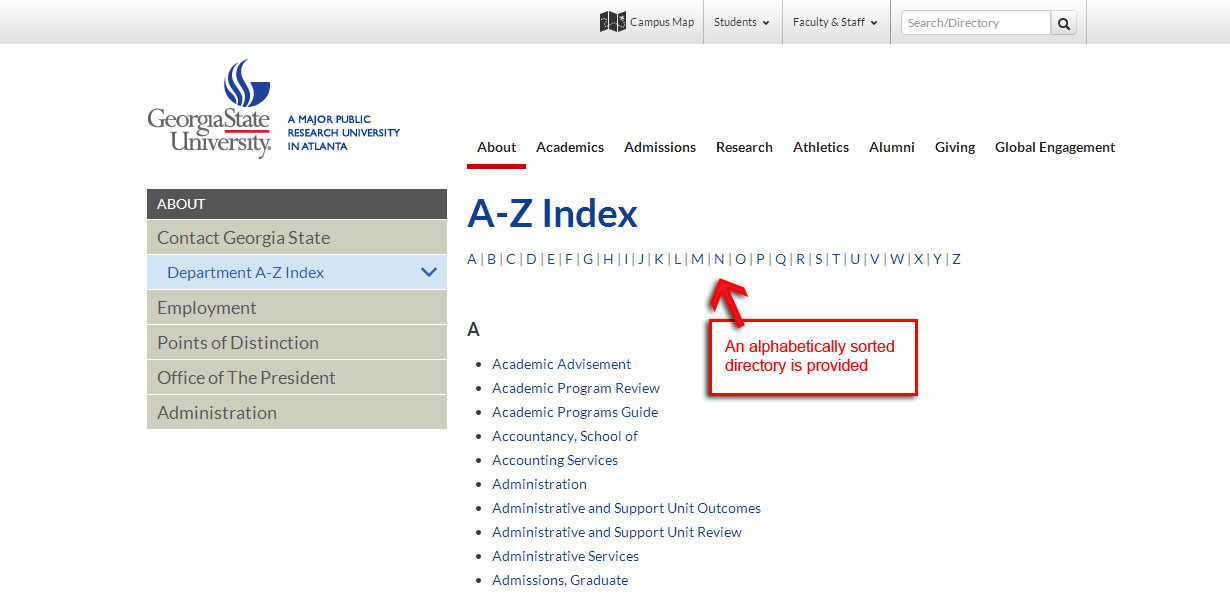 Campus Map
Students
Faculty & Staff
Search/Directory
GeorgiaState
University.
A MAJOR PUBLIC
RESEARCH UNIVERSITY
IN ATLANTA
About Academics Admissions Research Athletics Alumni Giving Global Engagement
ABOUT
Contact Georgia State
Department A-Z Index
Employment
Points of Distinction
Office of The President
Administration
A-Z Index
A | B | C | D | E | F | G | H | I | J | K | L | M | N | O | P | Q | R | S | T | U | V | W | X | Y | Z
An alphabetically sorted
directory is provided
A
Academic Advisement
Academic Program Review
Academic Programs Guide
Accountancy, School of
Accounting Services
Administration
Administrative and Support Unit Outcomes
Administrative and Support Unit Review
Administrative Services
Admissions, Graduate